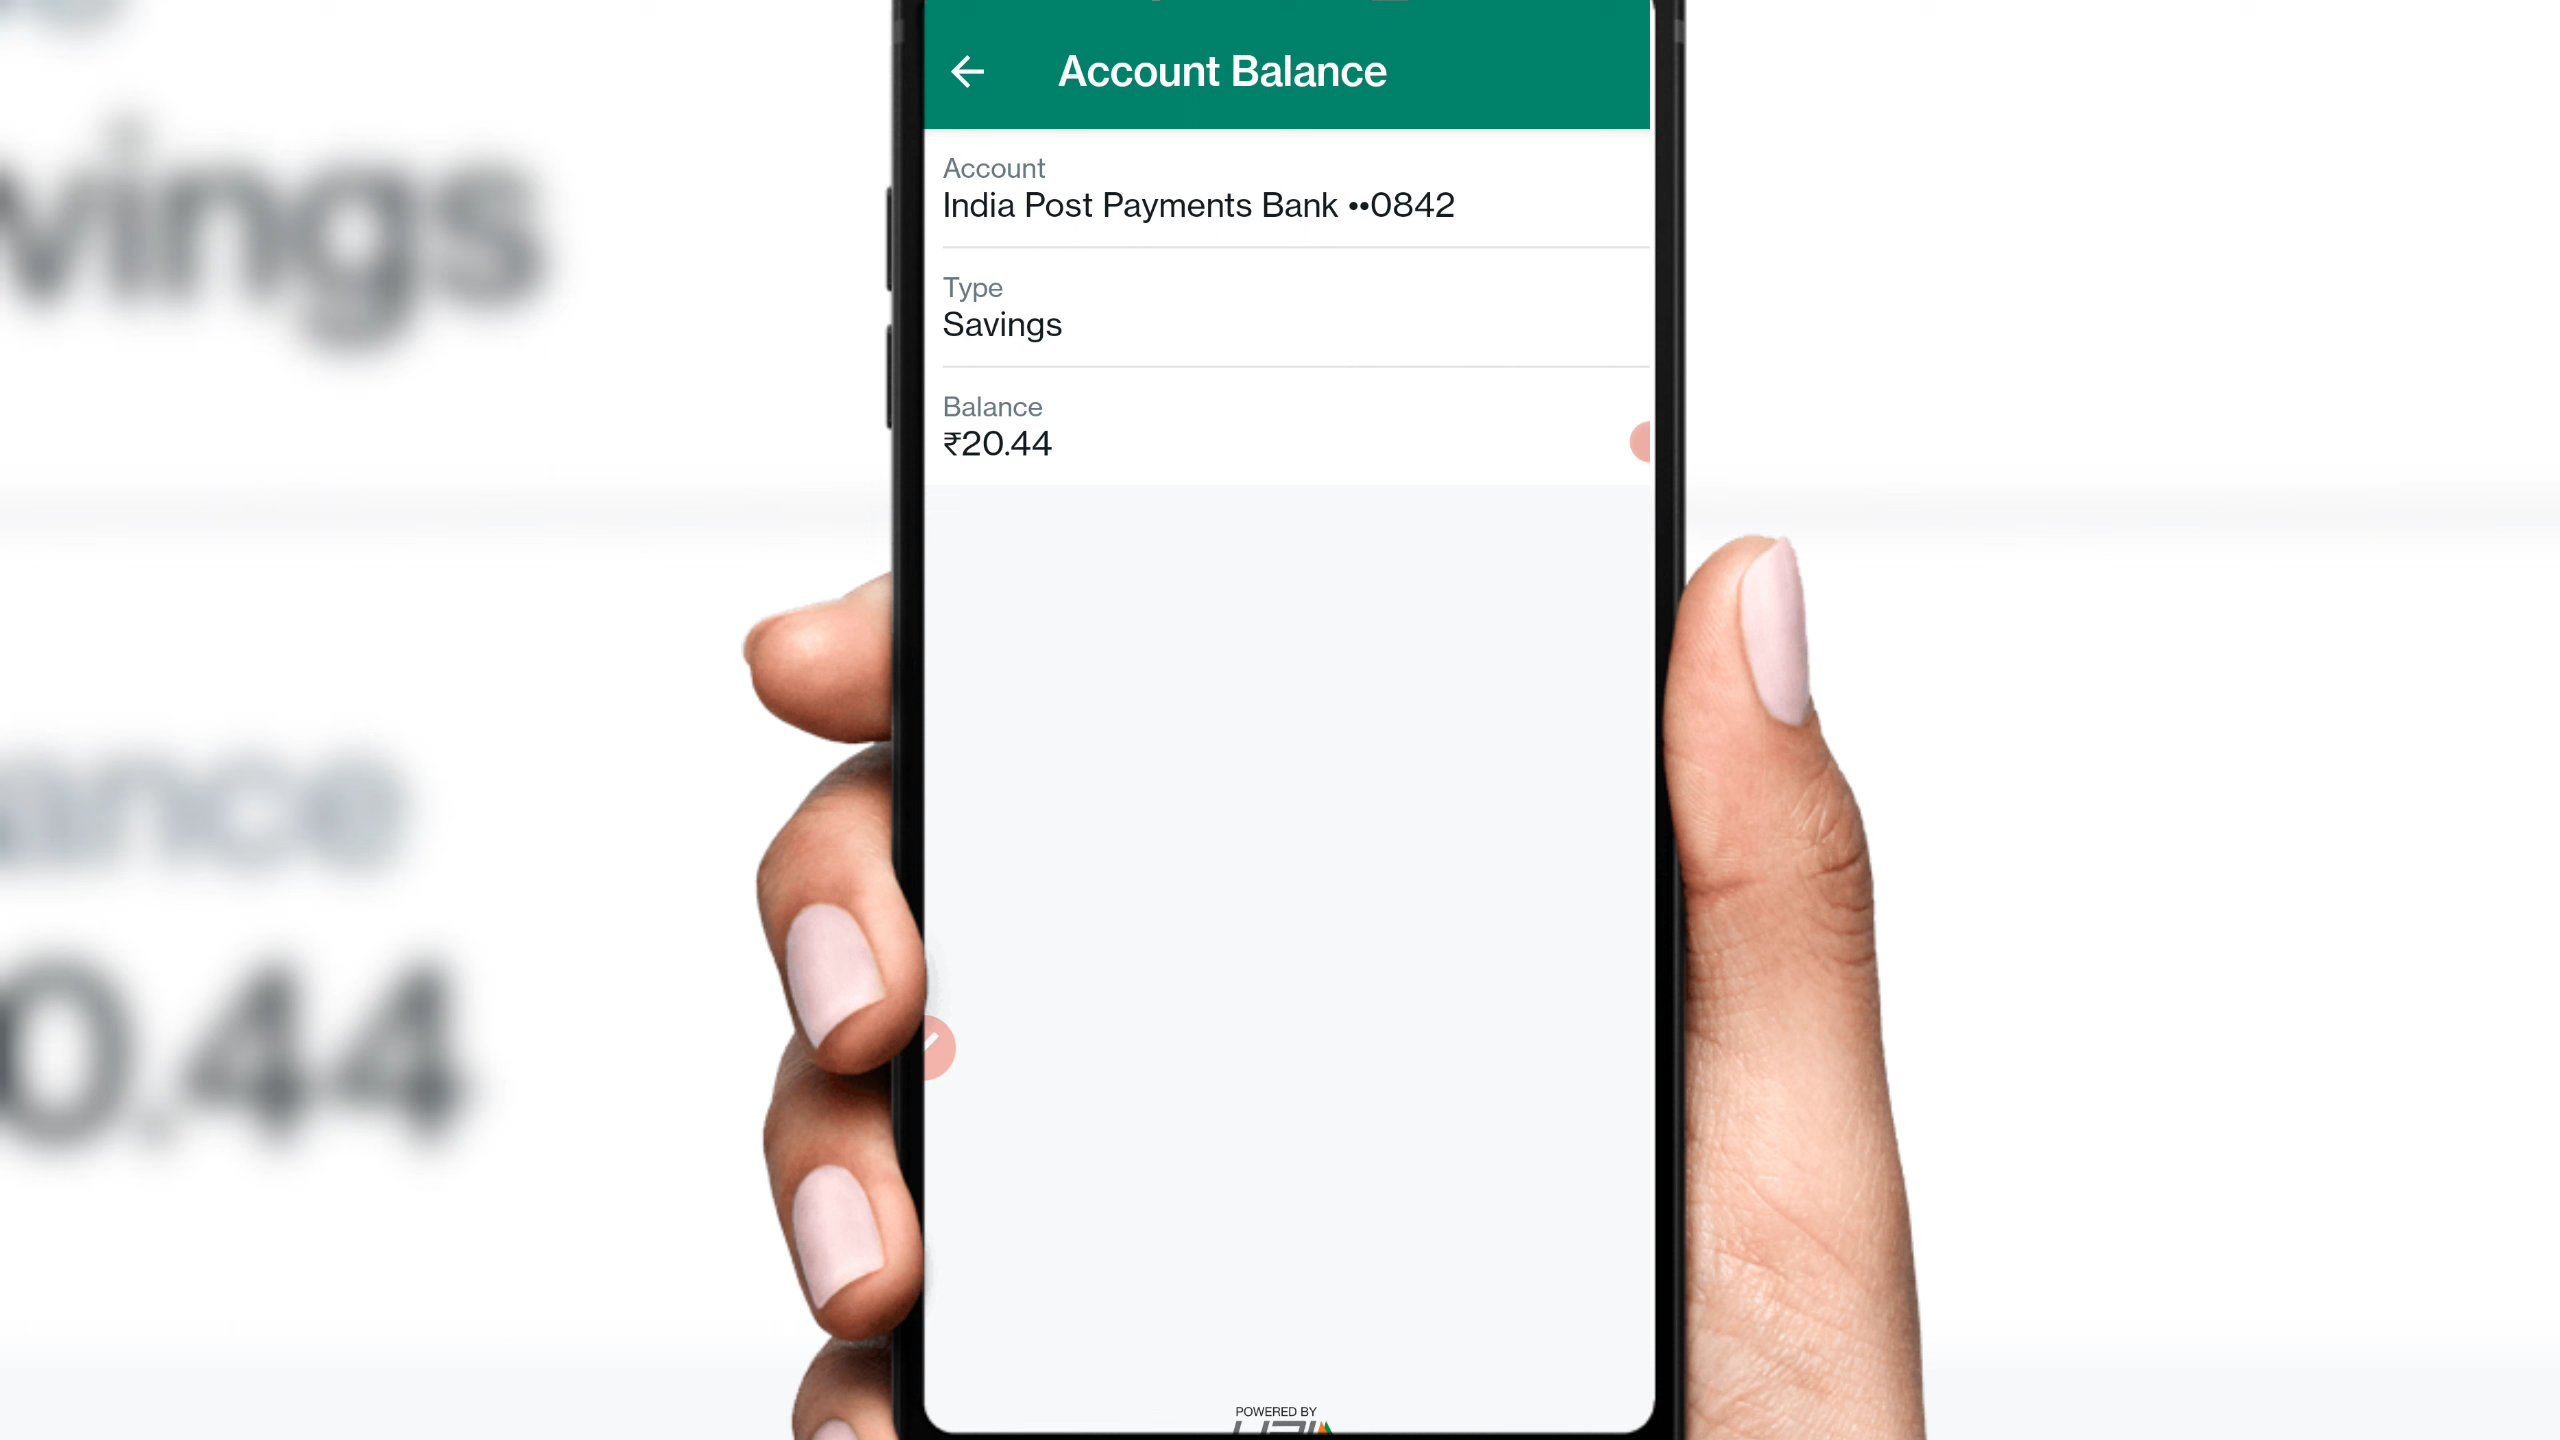 Account Balance
Account
India Post Payments Bank ••0842
Type
Savings
Balance
₹20.44
POWERED BY
vings
ance
0.44